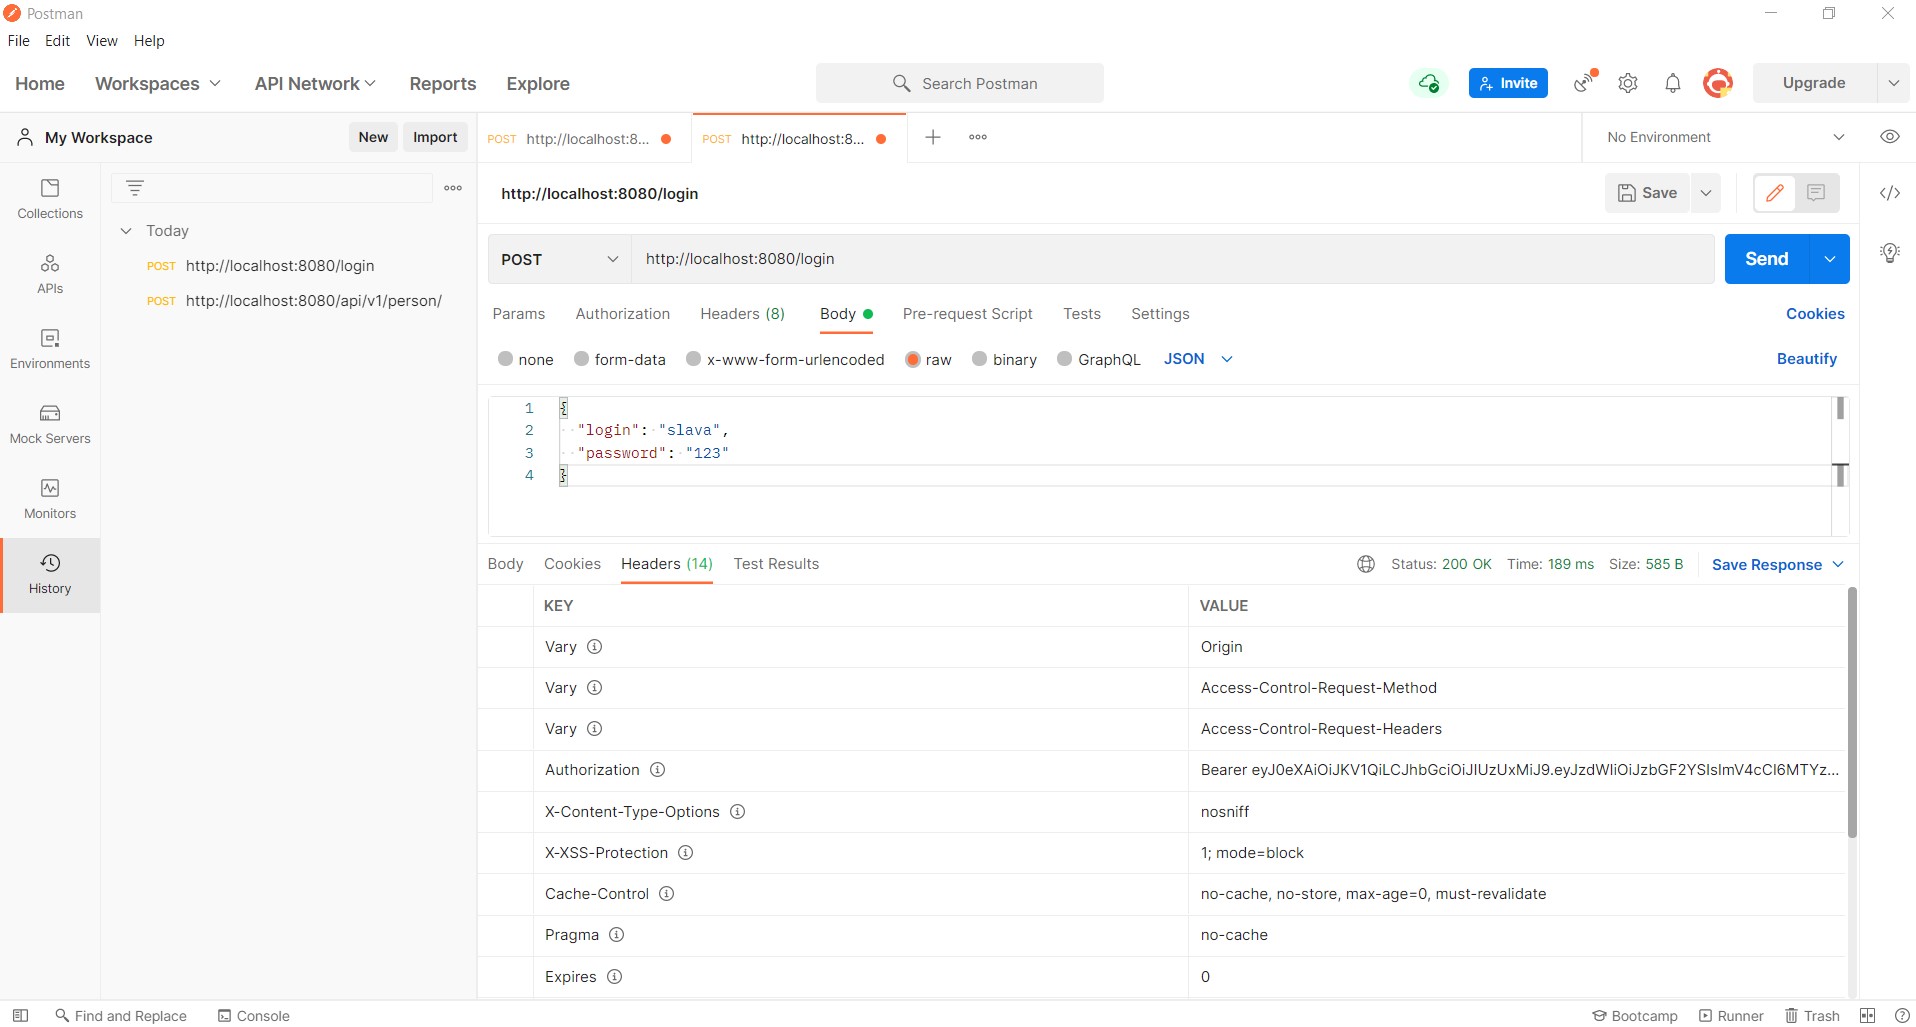 Postman
File Edit View Help
Home Workspaces API Network Reports Explore Search Postman Invite Upgrade
My Workspace New Import POST http://localhost:8... POST http://localhost:8... No Environment
Collections
APIs
Environments
Mock Servers
Monitors
History
Today
POST http://localhost:8080/login
POST http://localhost:8080/api/v1/person/
http://localhost:8080/login Save
POST http://localhost:8080/login Send
Params Authorization Headers (8) Body Pre-request Script Tests Settings Cookies
none form-data x-www-form-urlencoded raw binary GraphQL JSON Beautify
1 {
2 "login": "slava",
3 "password": "123"
4 }
Body Cookies Headers (14) Test Results Status: 200 OK Time: 189 ms Size: 585 B Save Response
KEY VALUE
Vary Origin
Vary Access-Control-Request-Method
Vary Access-Control-Request-Headers
Authorization Bearer eyJ0eXAiOiJKV1QiLCJhbGciOiJIUzUxMiJ9.eyJzdWIiOiJzbGF2YSIsImV4cCI6MTYz...
X-Content-Type-Options nosniff
X-XSS-Protection 1; mode=block
Cache-Control no-cache, no-store, max-age=0, must-revalidate
Pragma no-cache
Expires 0
Find and Replace Console Bootcamp Runner Trash